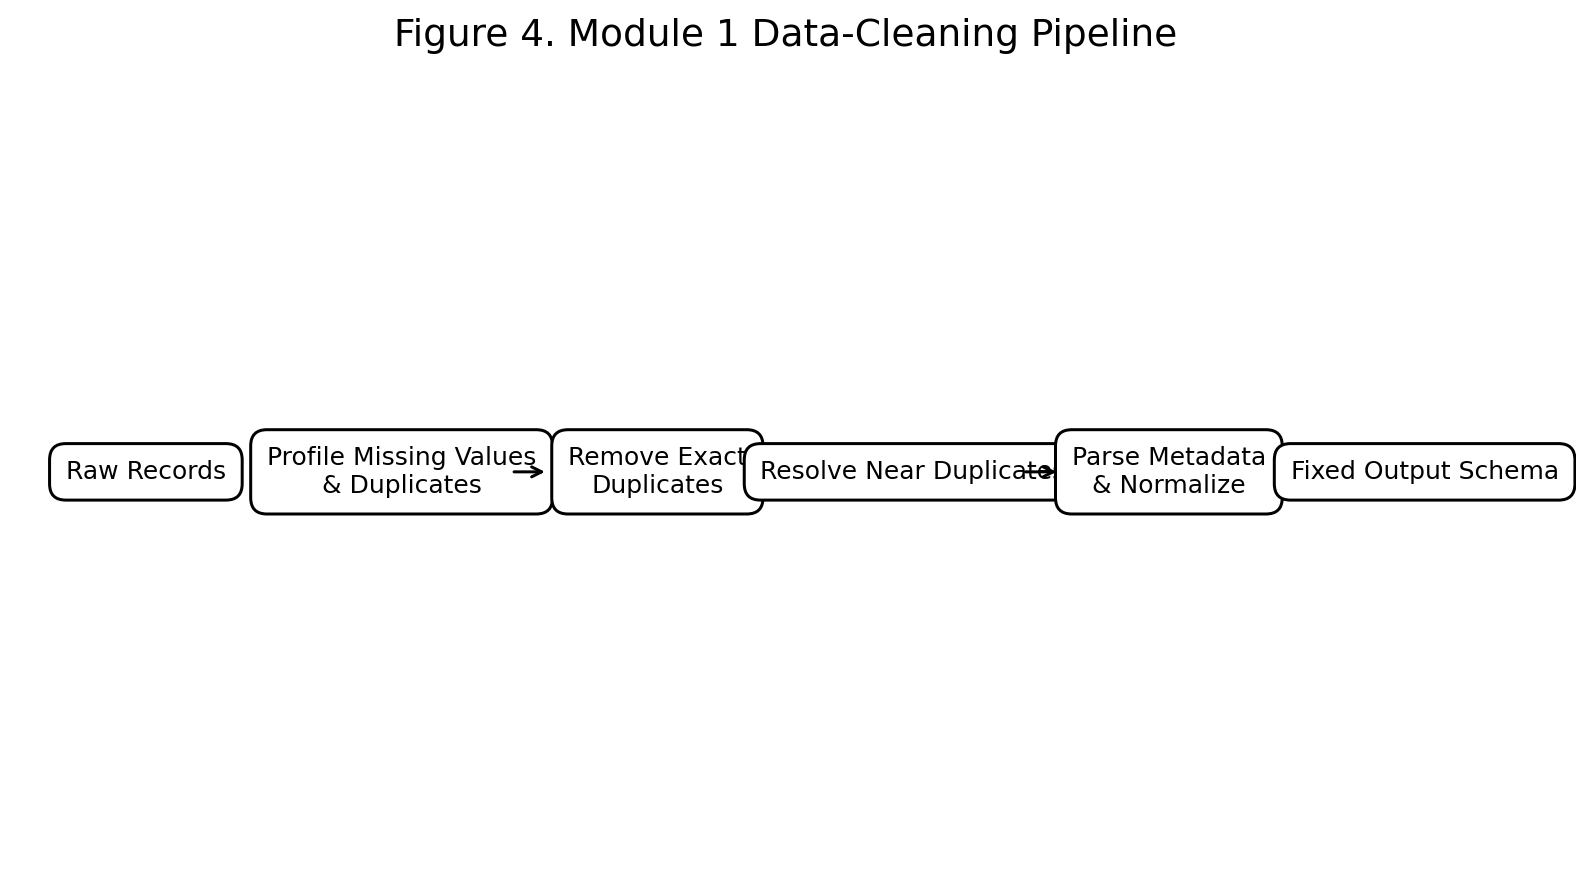 Figure 4. Module 1 Data-Cleaning Pipeline
Raw Records
Profile Missing Values
& Duplicates
Remove Exact
Duplicates
Resolve Near
Parse Metadata
& Normalize
Fixed Output Schema